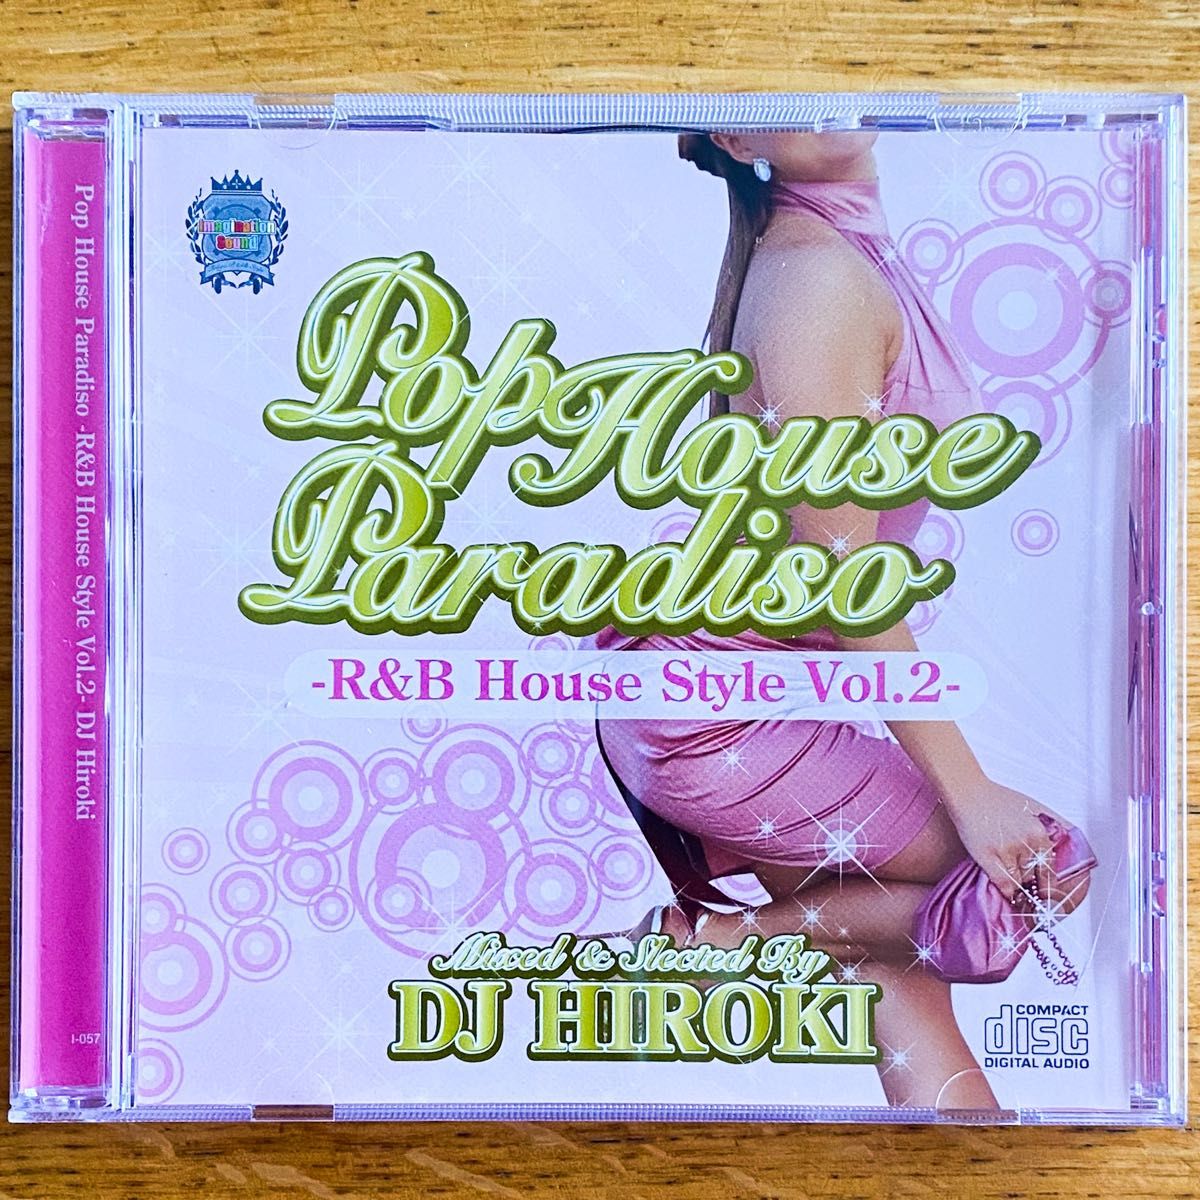 Pop House Paradiso -R&B House Style Vol.2- DJ Hiroki
I-057
Imagination
Sound
Pop House
Paradiso
-R&B House Style Vol.2-
Mixed & Slected By
DJ HIROKI
COMPACT
disc
DIGITAL AUDIO